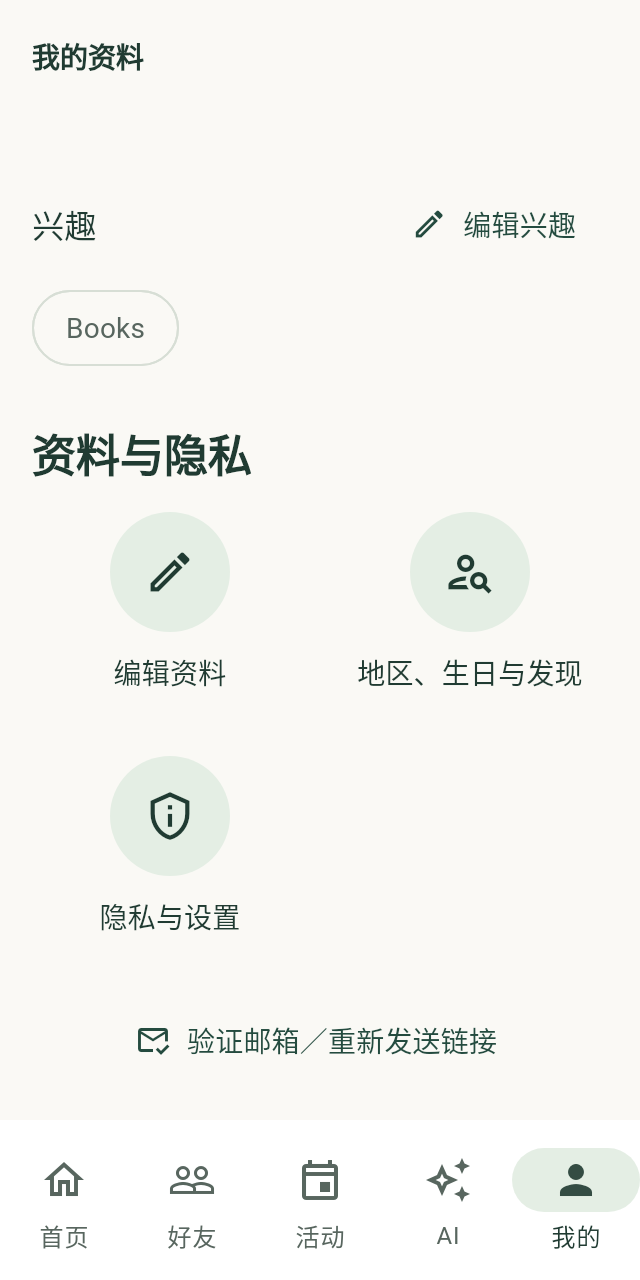 我的资料
兴趣
编辑兴趣
Books
资料与隐私
编辑资料
地区、生日与发现
隐私与设置
验证邮箱／重新发送链接
首页
好友
活动
AI
我的